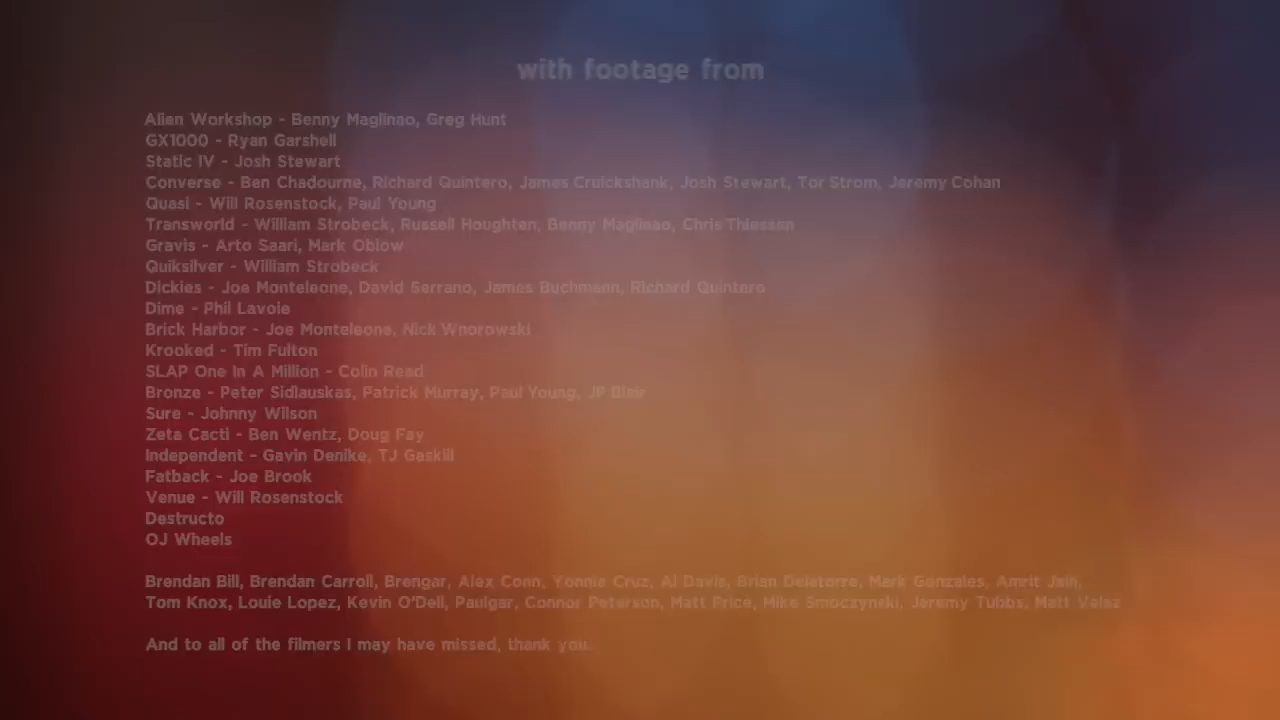 with footage from
Alien Workshop - Benny Maglinao, Greg Hunt
GX1000 - Ryan Garshell
Static IV - Josh Stewart
Converse - Ben Chadourne, Richard Quintero, James Cruickshank, Josh Stewart, Tor Strom, Jeremy Cohan
Quasi - Will Rosenstock, Paul Young
Transworld - William Strobeck, Russell Houghten, Benny Maglinao, Chris Thiessen
Gravis - Arto Saari, Mark Oblow
Quiksilver - William Strobeck
Dickies - Joe Monteleone, David Serrano, James Buchmann, Richard Quintero
Dime - Phil Lavoie
Brick Harbor - Joe Monteleone, Nick Wnorowski
Krooked - Tim Fulton
SLAP One In A Million - Colin Read
Bronze - Peter Sidlauskas, Patrick Murray, Paul Young, JP Blair
Sure - Johnny Wilson
Zeta Cacti - Ben Wentz, Doug Fay
Independent - Gavin Denike, TJ Gaskill
Fatback - Joe Brook
Venue - Will Rosenstock
Destructo
OJ Wheels
Brendan Bill, Brendan Carroll, Brengar, Alex Conn, Yonnie Cruz, Al Davis, Brian Delatorre, Mark Gonzales, Amrit Jain,
Tom Knox, Louie Lopez, Kevin O'Dell, Paulgar, Connor Peterson, Matt Price, Mike Smoczynski, Jeremy Tubbs, Matt Velez
And to all of the filmers I may have missed, thank you.